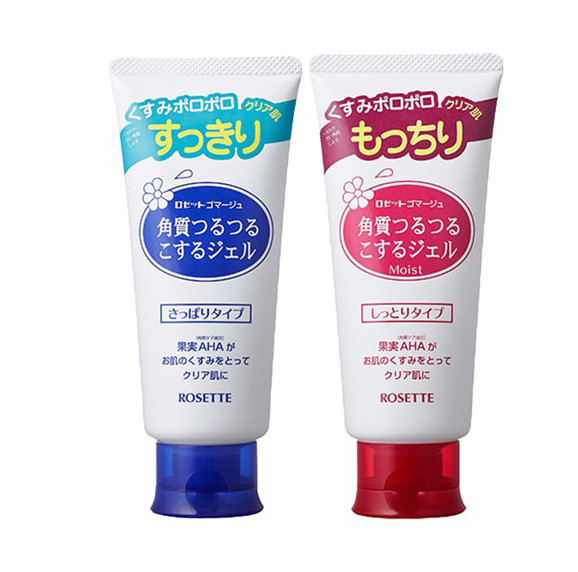 くすみポロポロ
クリア肌
すっきり
ロゼットゴマージュ
角質つるつる
こするジェル
さっぱりタイプ
果実AHAが
お肌のくすみをとって
クリア肌に
ROSETTE
くすみポロポロ
クリア肌
もっちり
ロゼットゴマージュ
角質つるつる
こするジェル
Moist
しっとりタイプ
果実AHAが
お肌のくすみをとって
クリア肌に
ROSETTE